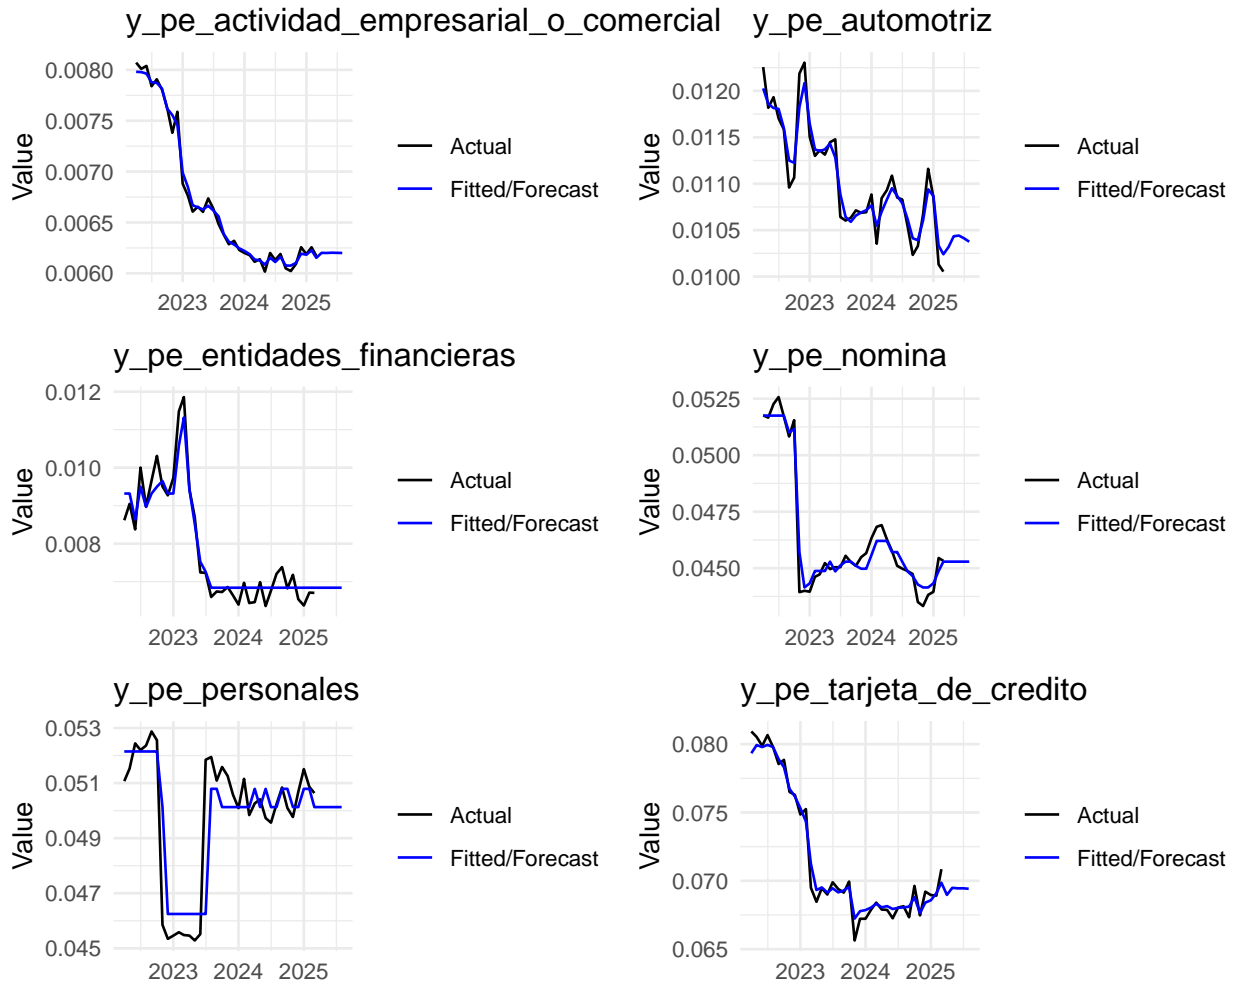 y_pe_actividad_empresarial_o_comercial
0.0080
0.0075
0.0070
0.0065
0.0060
Value
2023 2024 2025
Actual
Fitted/Forecast
y_pe_automotriz
0.0120
0.0115
0.0110
0.0105
0.0100
Value
2023 2024 2025
Actual
Fitted/Forecast
y_pe_entidades_financieras
0.012
0.010
0.008
Value
2023 2024 2025
Actual
Fitted/Forecast
y_pe_nomina
0.0525
0.0500
0.0475
0.0450
Value
2023 2024 2025
Actual
Fitted/Forecast
y_pe_personales
0.053
0.051
0.049
0.047
0.045
Value
2023 2024 2025
Actual
Fitted/Forecast
y_pe_tarjeta_de_credito
0.080
0.075
0.070
0.065
Value
2023 2024 2025
Actual
Fitted/Forecast